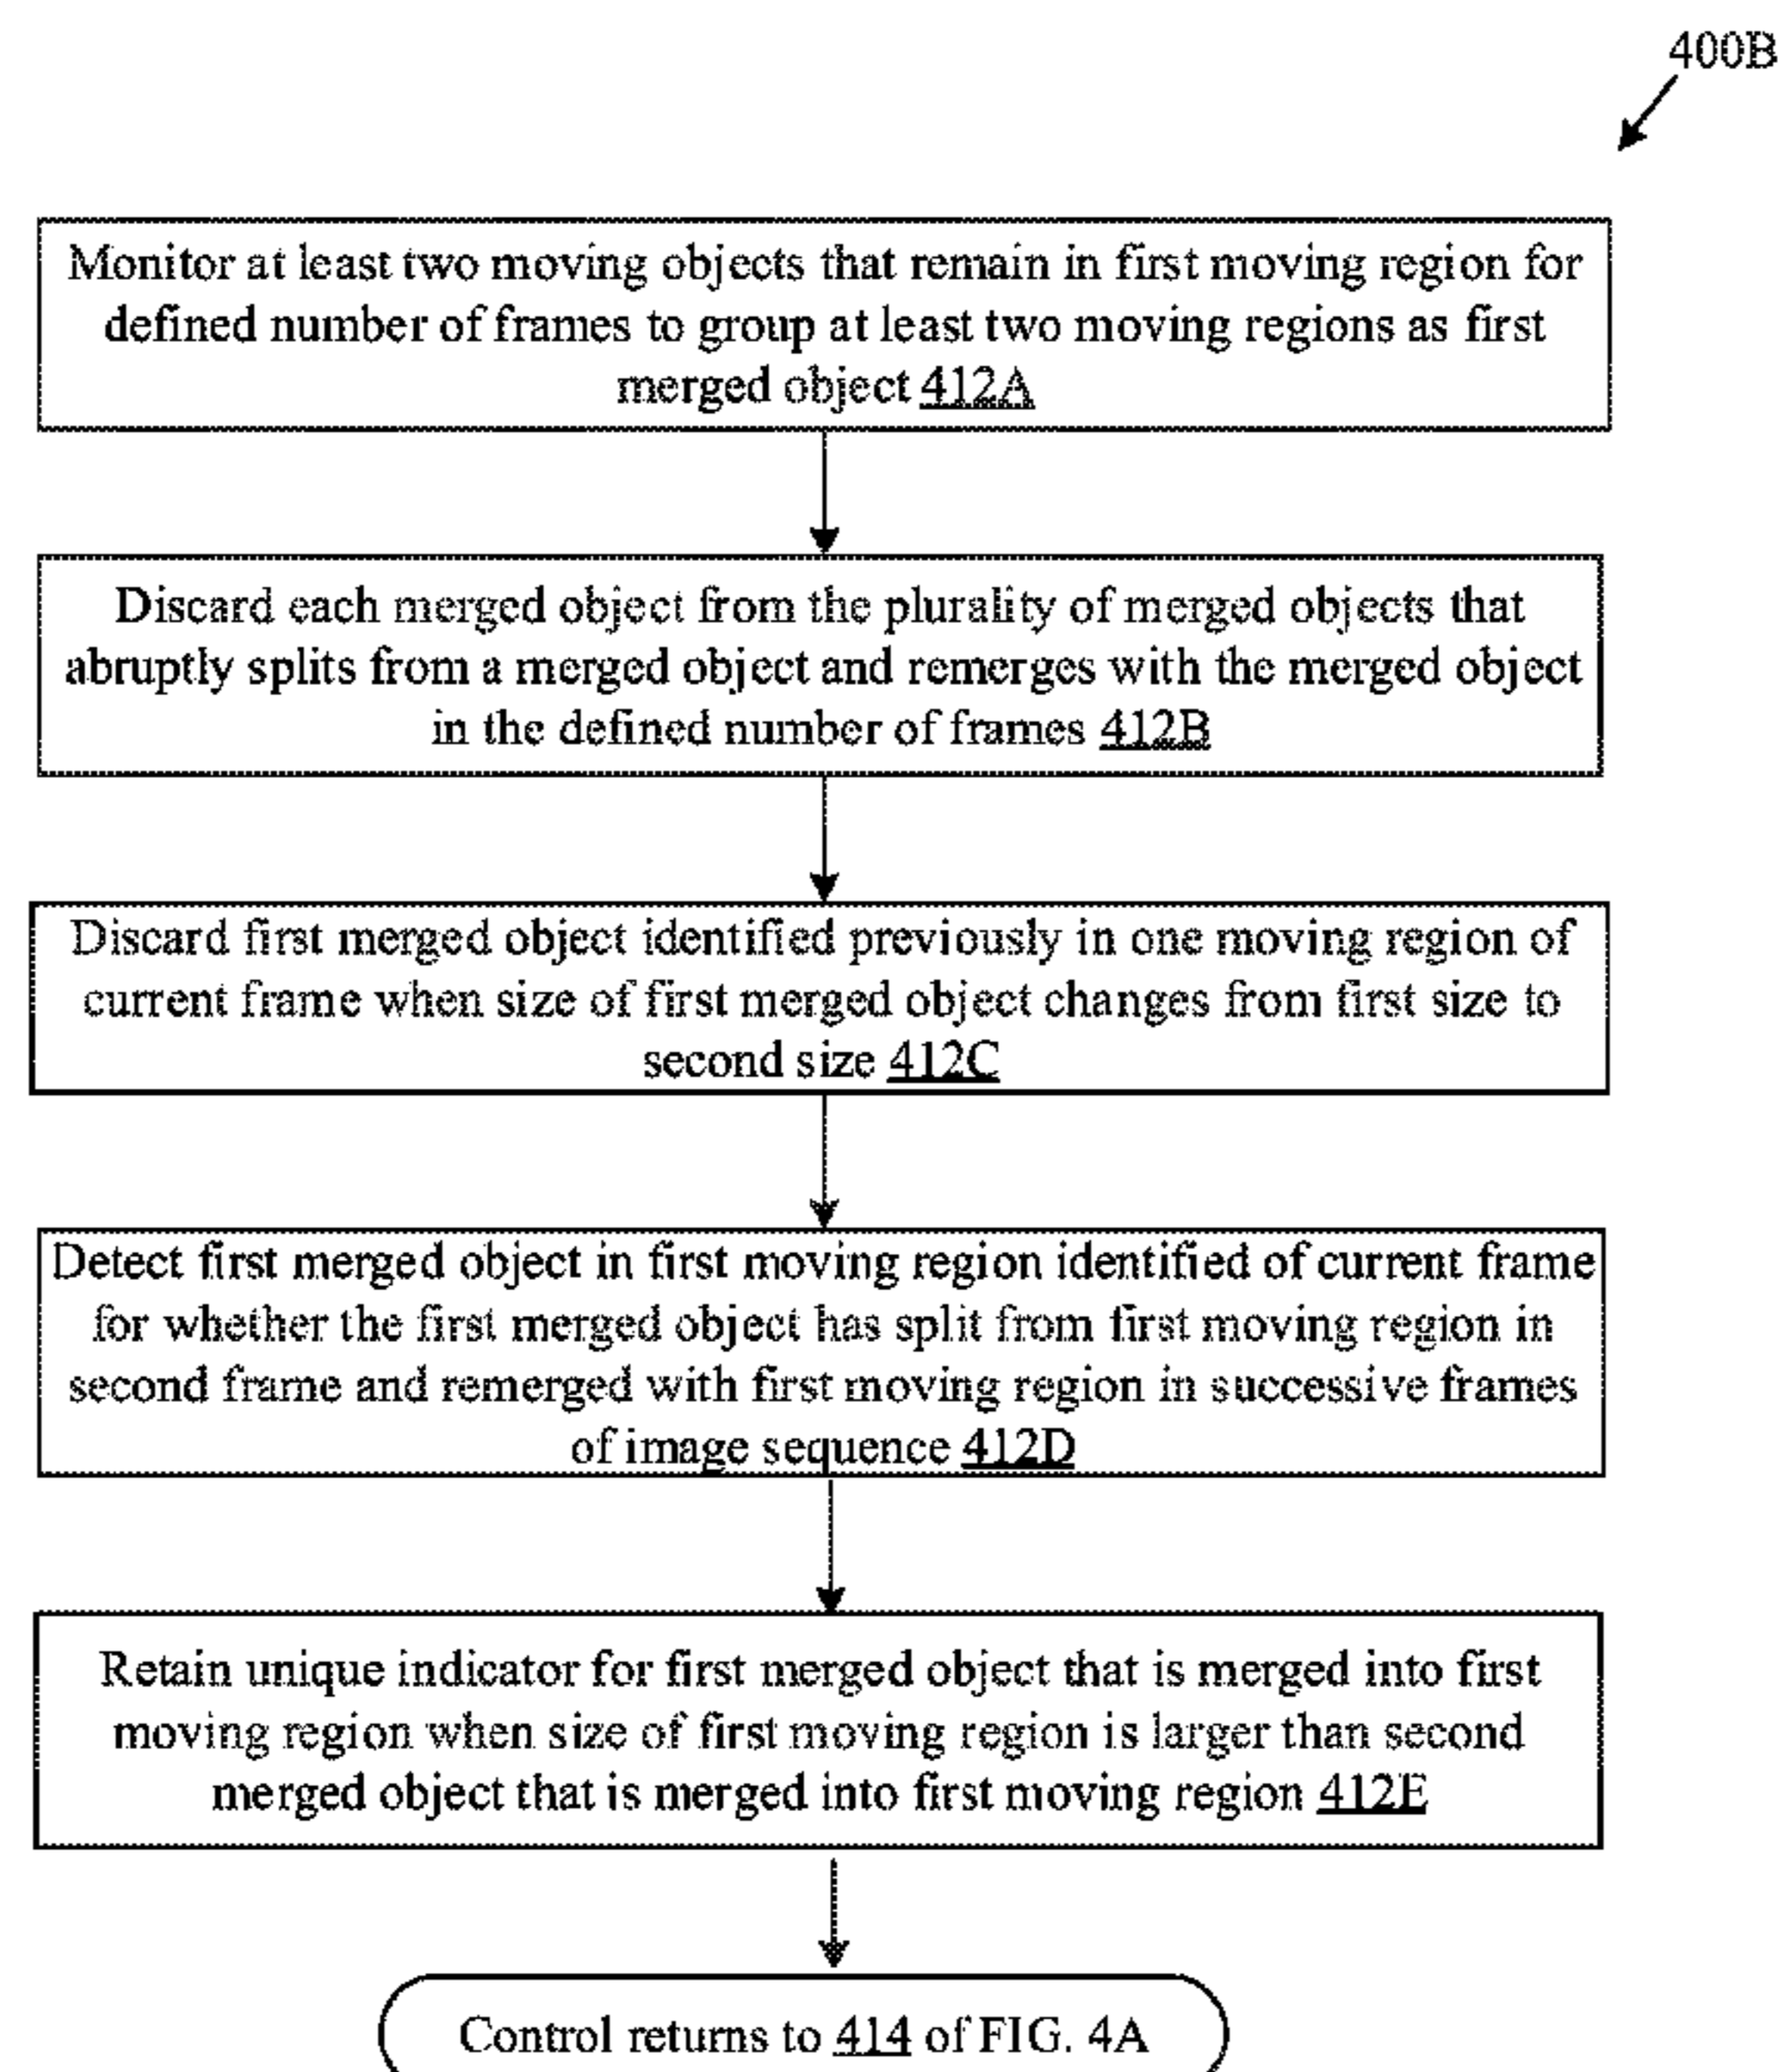 400B
Monitor at least two moving objects that remain in first moving region for
defined number of frames to group at least two moving regions as first
merged object 412A
Discard each merged object from the plurality of merged objects that
abruptly splits from a merged object and remerges with the merged object
in the defined number of frames 412B
Discard first merged object identified previously in one moving region of
current frame when size of first merged object changes from first size to
second size 412C
Detect first merged object in first moving region identified of current frame
for whether the first merged object has split from first moving region in
second frame and remerged with first moving region in successive frames
of image sequence 412D
Retain unique indicator for first merged object that is merged into first
moving region when size of first moving region is larger than second
merged object that is merged into first moving region 412E
Control returns to 414 of FIG. 4A